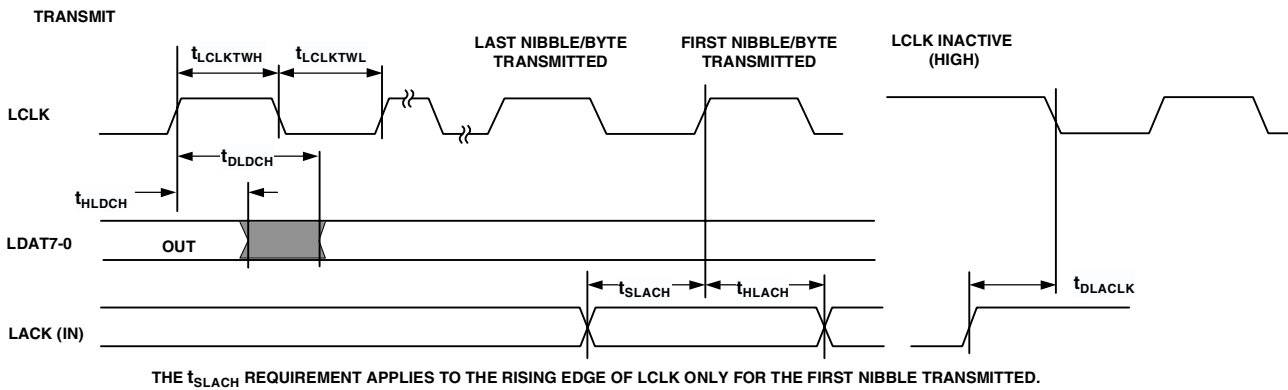 TRANSMIT
tLCLKTWH
tLCLKTWL
LAST NIBBLE/BYTE
TRANSMITTED
FIRST NIBBLE/BYTE
TRANSMITTED
LCLK INACTIVE
(HIGH)
LCLK
tDLDCH
tHLDCH
LDAT7-0
OUT
tSLACH
tHLACH
tDLACLK
LACK (IN)
THE tSLACH REQUIREMENT APPLIES TO THE RISING EDGE OF LCLK ONLY FOR THE FIRST NIBBLE TRANSMITTED.